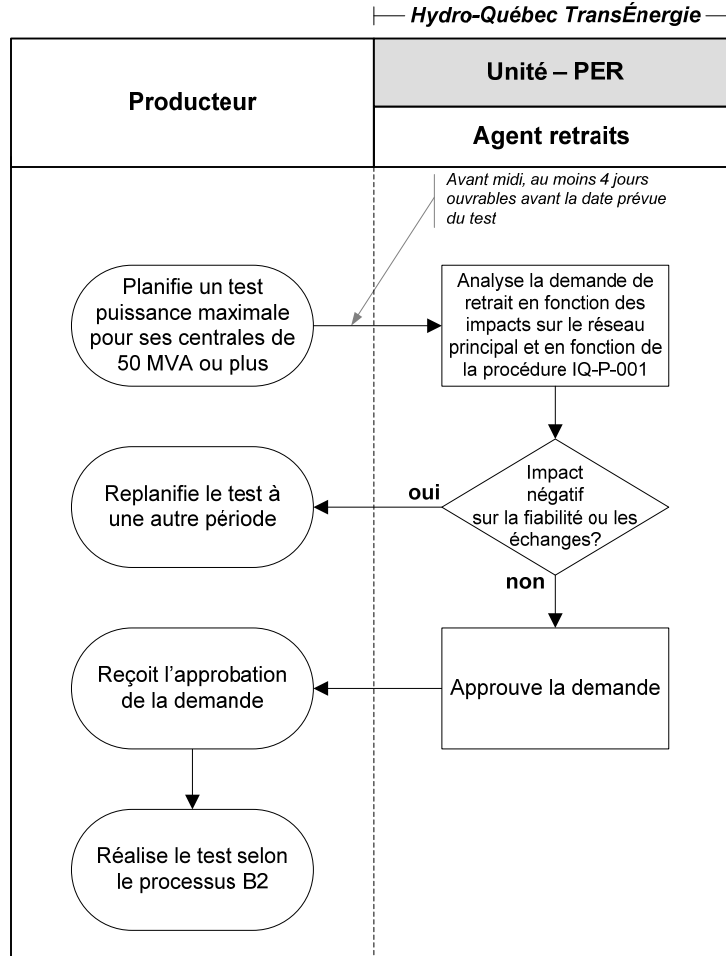 Hydro-Québec TransÉnergie
Producteur
Unité – PER
Agent retraits
Avant midi, au moins 4 jours
ouvrables avant la date prévue
du test
Planifie un test
puissance maximale
pour ses centrales de
50 MVA ou plus
Analyse la demande de
retrait en fonction des
impacts sur le réseau
principal et en fonction de
la procédure IQ-P-001
Impact
négatif
sur la fiabilité ou les
échanges?
oui
Replanifie le test à
une autre période
non
Approuve la demande
Reçoit l'approbation
de la demande
Réalise le test selon
le processus B2